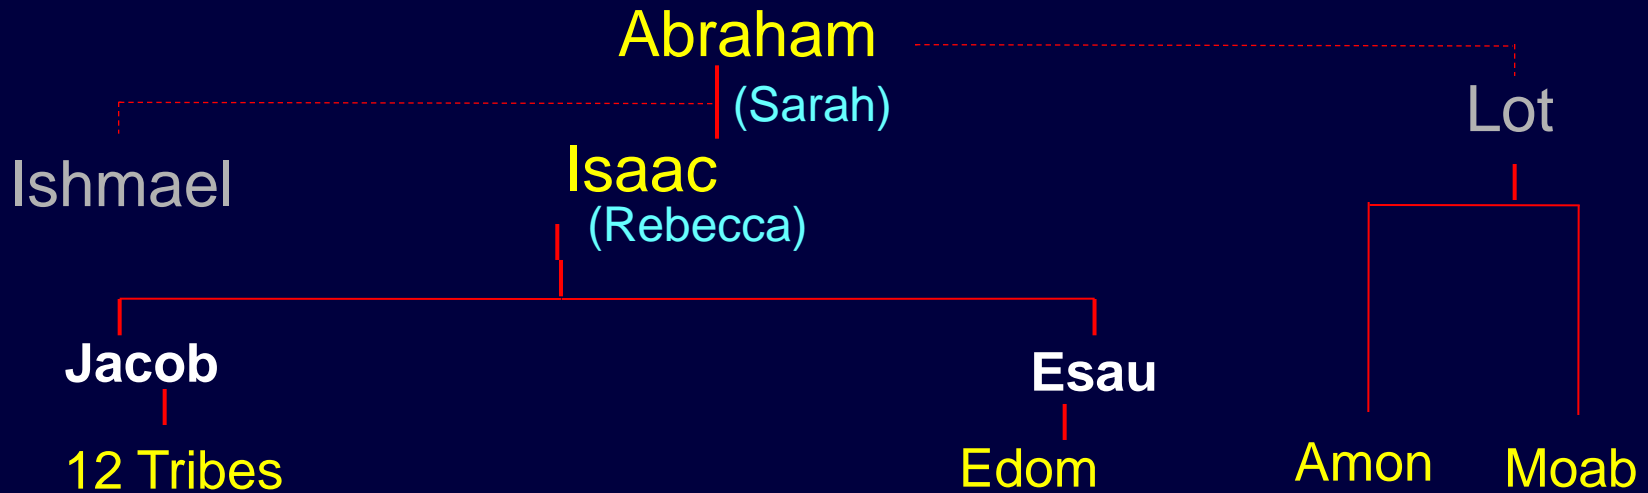 Abraham
(Sarah)
Lot
Ishmael
Isaac
(Rebecca)
Jacob
Esau
12 Tribes
Edom
Amon
Moab